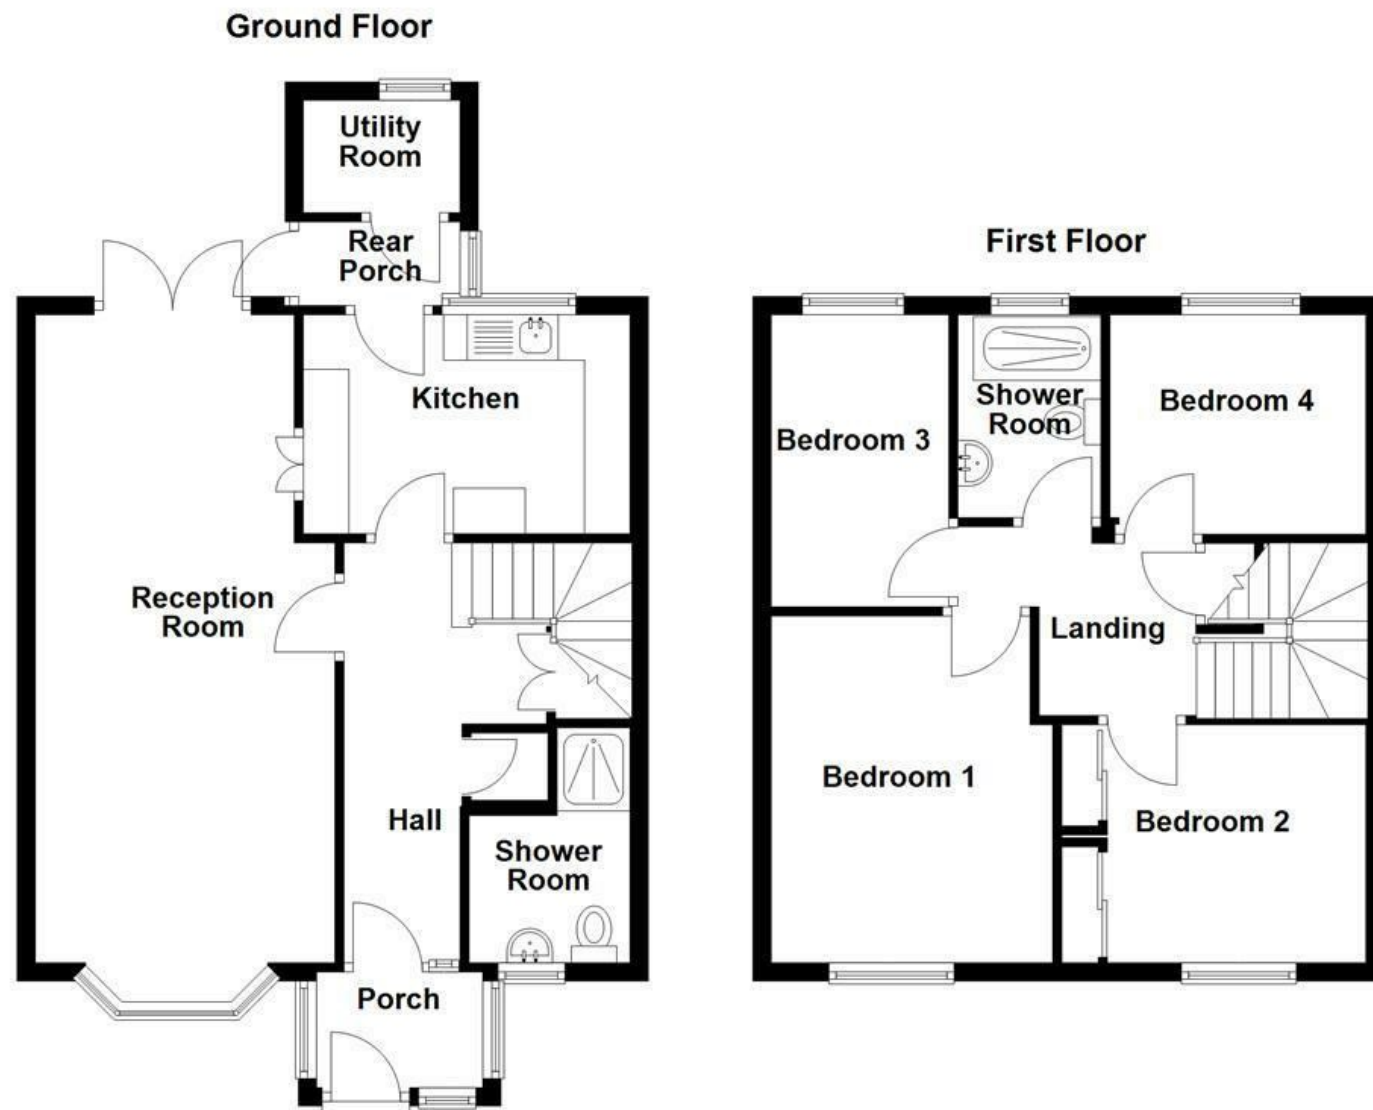 Ground Floor
Utility
Room
Rear
Porch
Kitchen
Reception
Room
Hall
Shower
Room
Porch
First Floor
Shower
Room
Bedroom 4
Bedroom 3
Landing
Bedroom 1
Bedroom 2